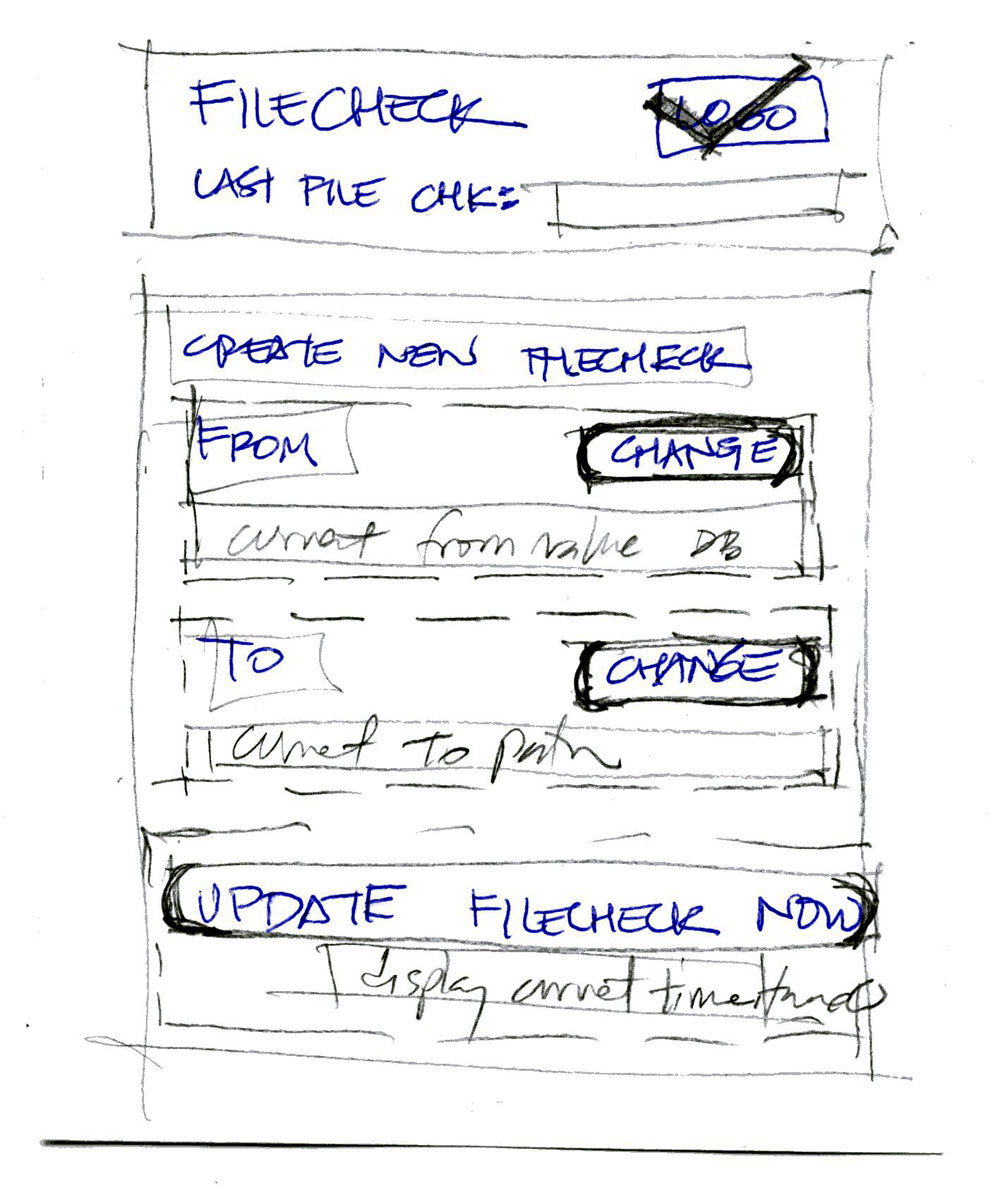 FILECHECK
LOGO
LAST FILE CHK:
CREATE NEW FILECHECK
FROM
CHANGE
current from value DB
TO
CHANGE
current to path
UPDATE FILECHECK NOW
display current timestamp